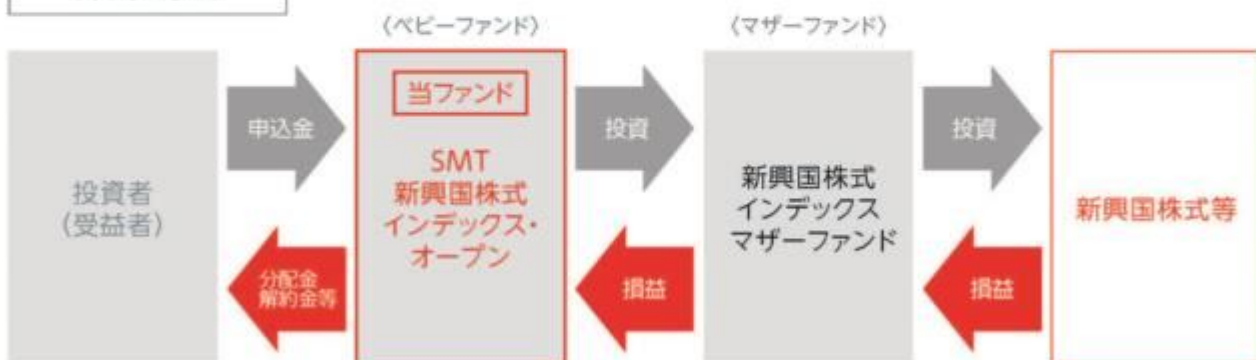 〈ベビーファンド〉
〈マザーファンド〉
投資者
(受益者)
申込金
分配金
解約金等
当ファンド
SMT
新興国株式
インデックス・
オープン
投資
損益
新興国株式
インデックス
マザーファンド
投資
損益
新興国株式等